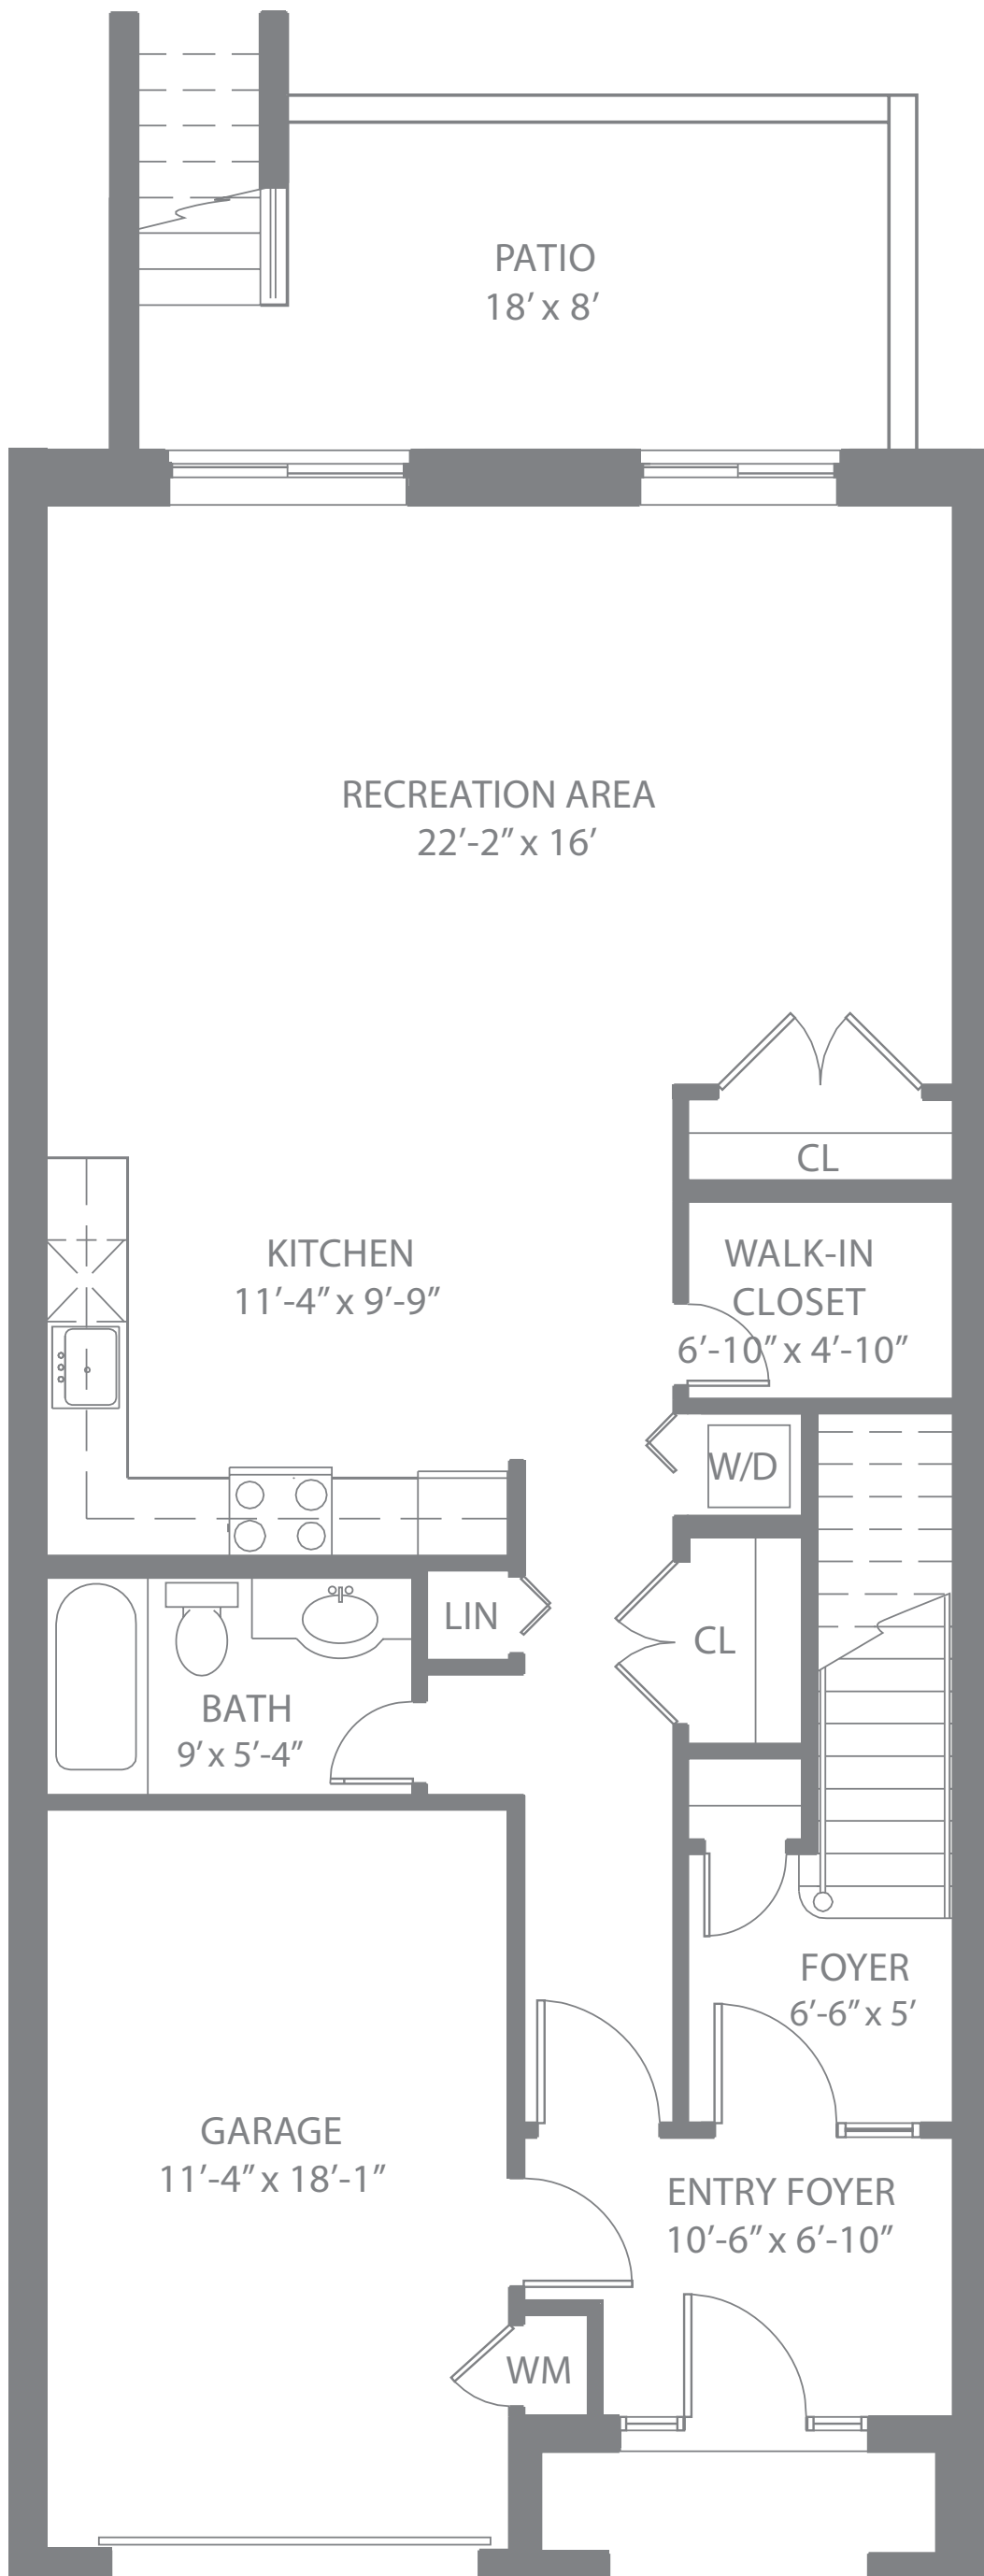 PATIO
18’ x 8’
RECREATION AREA
22’-2” x 16’
CL
KITCHEN
11’-4” x 9’-9”
WALK-IN
CLOSET
6’-10” x 4’-10”
W/D
LIN
CL
BATH
9’ x 5’-4”
FOYER
6’-6” x 5’
GARAGE
11’-4” x 18’-1”
ENTRY FOYER
10’-6” x 6’-10”
WM